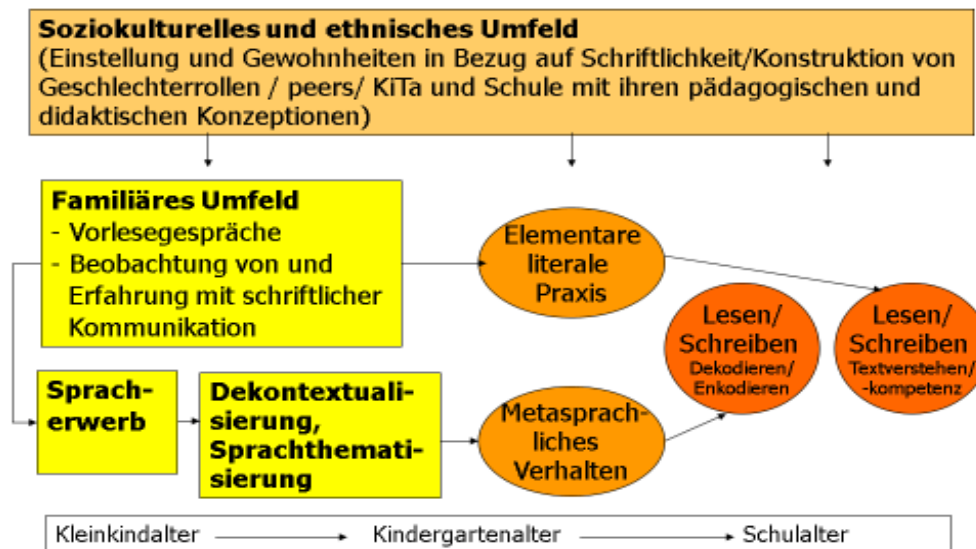 Soziokulturelles und ethnisches Umfeld
(Einstellung und Gewohnheiten in Bezug auf Schriftlichkeit/Konstruktion von
Geschlechterrollen / peers/ KiTa und Schule mit ihren pädagogischen und
didaktischen Konzeptionen)
Familiäres Umfeld
- Vorlesegespräche
- Beobachtung von und
Erfahrung mit schriftlicher
Kommunikation
Elementare
literale
Praxis
Lesen/
Schreiben
Dekodieren/
Enkodieren
Lesen/
Schreiben
Textverstehen/
-kompetenz
Sprach-
erwerb
Dekontextuali-
sierung,
Sprachthemati-
sierung
Metasprach-
liches
Verhalten
Kleinkindalter Kindergartenalter Schulalter